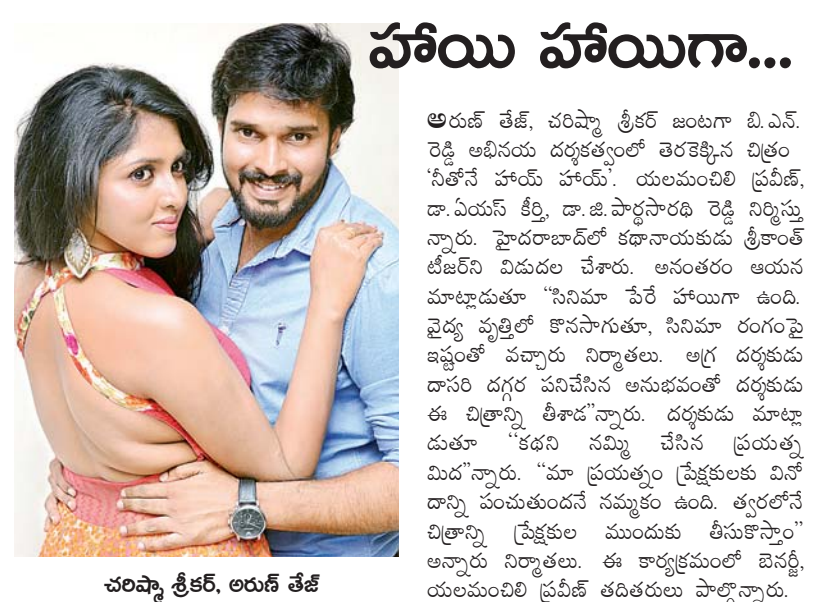 హాయి హాయిగా...
అరుణ్ తేజ్, చరిష్మా శ్రీకర్ జంటగా బి.ఎన్.
రెడ్డి అభినయ దర్శకత్వంలో తెరకెక్కిన చిత్రం
‘నీతోనే హాయ్ హాయ్’. యలమంచిలి ప్రవీణ్,
డా.ఏయస్ కీర్తి, డా.జి.పార్థసారథి రెడ్డి నిర్మిస్తు
న్నారు. హైదరాబాద్‌లో కథానాయకుడు శ్రీకాంత్
టీజర్‌ని విడుదల చేశారు. అనంతరం ఆయన
మాట్లాడుతూ ‘‘సినిమా పేరే హాయిగా ఉంది.
వైద్య వృత్తిలో కొనసాగుతూ, సినిమా రంగంపై
ఇష్టంతో వచ్చారు నిర్మాతలు. అగ్ర దర్శకుడు
దాసరి దగ్గర పనిచేసిన అనుభవంతో దర్శకుడు
ఈ చిత్రాన్ని తీశాడ’’న్నారు. దర్శకుడు మాట్లా
డుతూ ‘‘కథని నమ్మి చేసిన ప్రయత్న
మిద’’న్నారు. ‘‘మా ప్రయత్నం ప్రేక్షకులకు వినో
దాన్ని పంచుతుందనే నమ్మకం ఉంది. త్వరలోనే
చిత్రాన్ని ప్రేక్షకుల ముందుకు తీసుకొస్తాం’’
అన్నారు నిర్మాతలు. ఈ కార్యక్రమంలో బెనర్జీ,
యలమంచిలి ప్రవీణ్ తదితరులు పాల్గొన్నారు.
చరిష్మా శ్రీకర్, అరుణ్ తేజ్